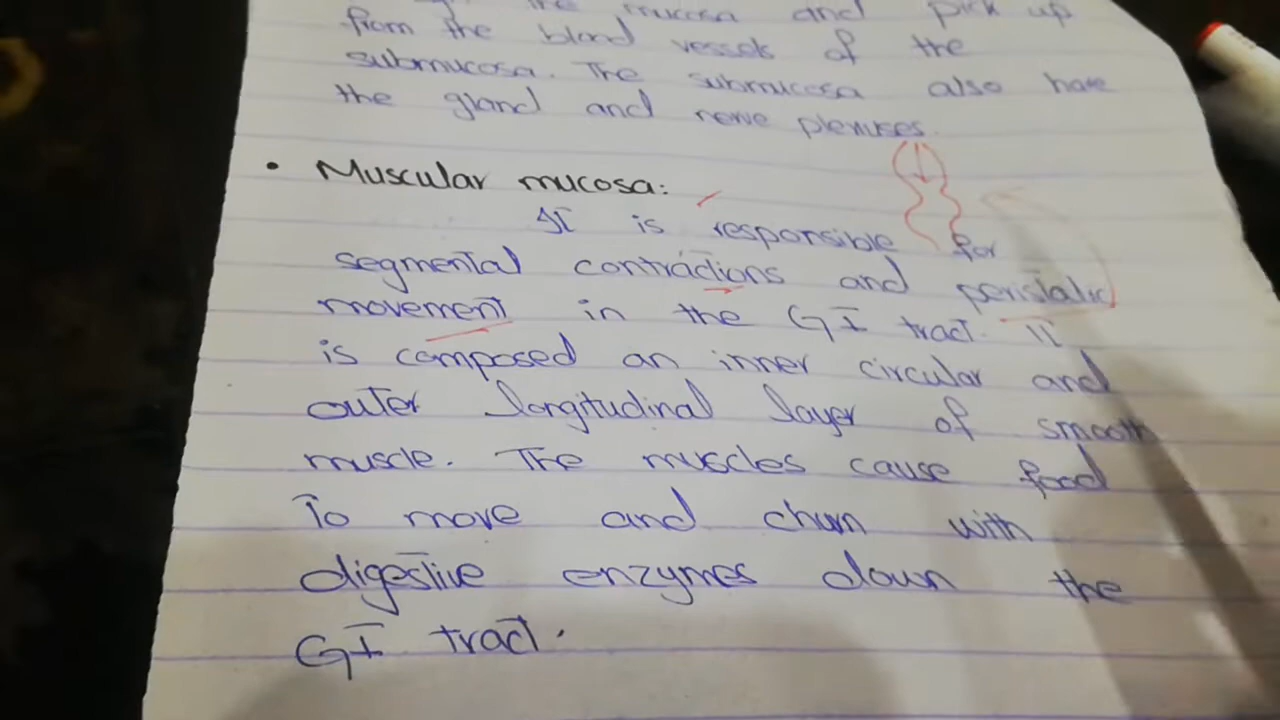 the mucosa and pick up
from the blood vessels of the
submucosa. The submucosa also have
the gland and nerve plexuses.
• Muscular mucosa:
It is responsible for
segmental contractions and peristalic
movement in the GI tract. It
is composed an inner circular and
outer longitudinal layer of smooth
muscle. The muscles cause food
to move and churn with
digestive enzymes down the
GI tract.